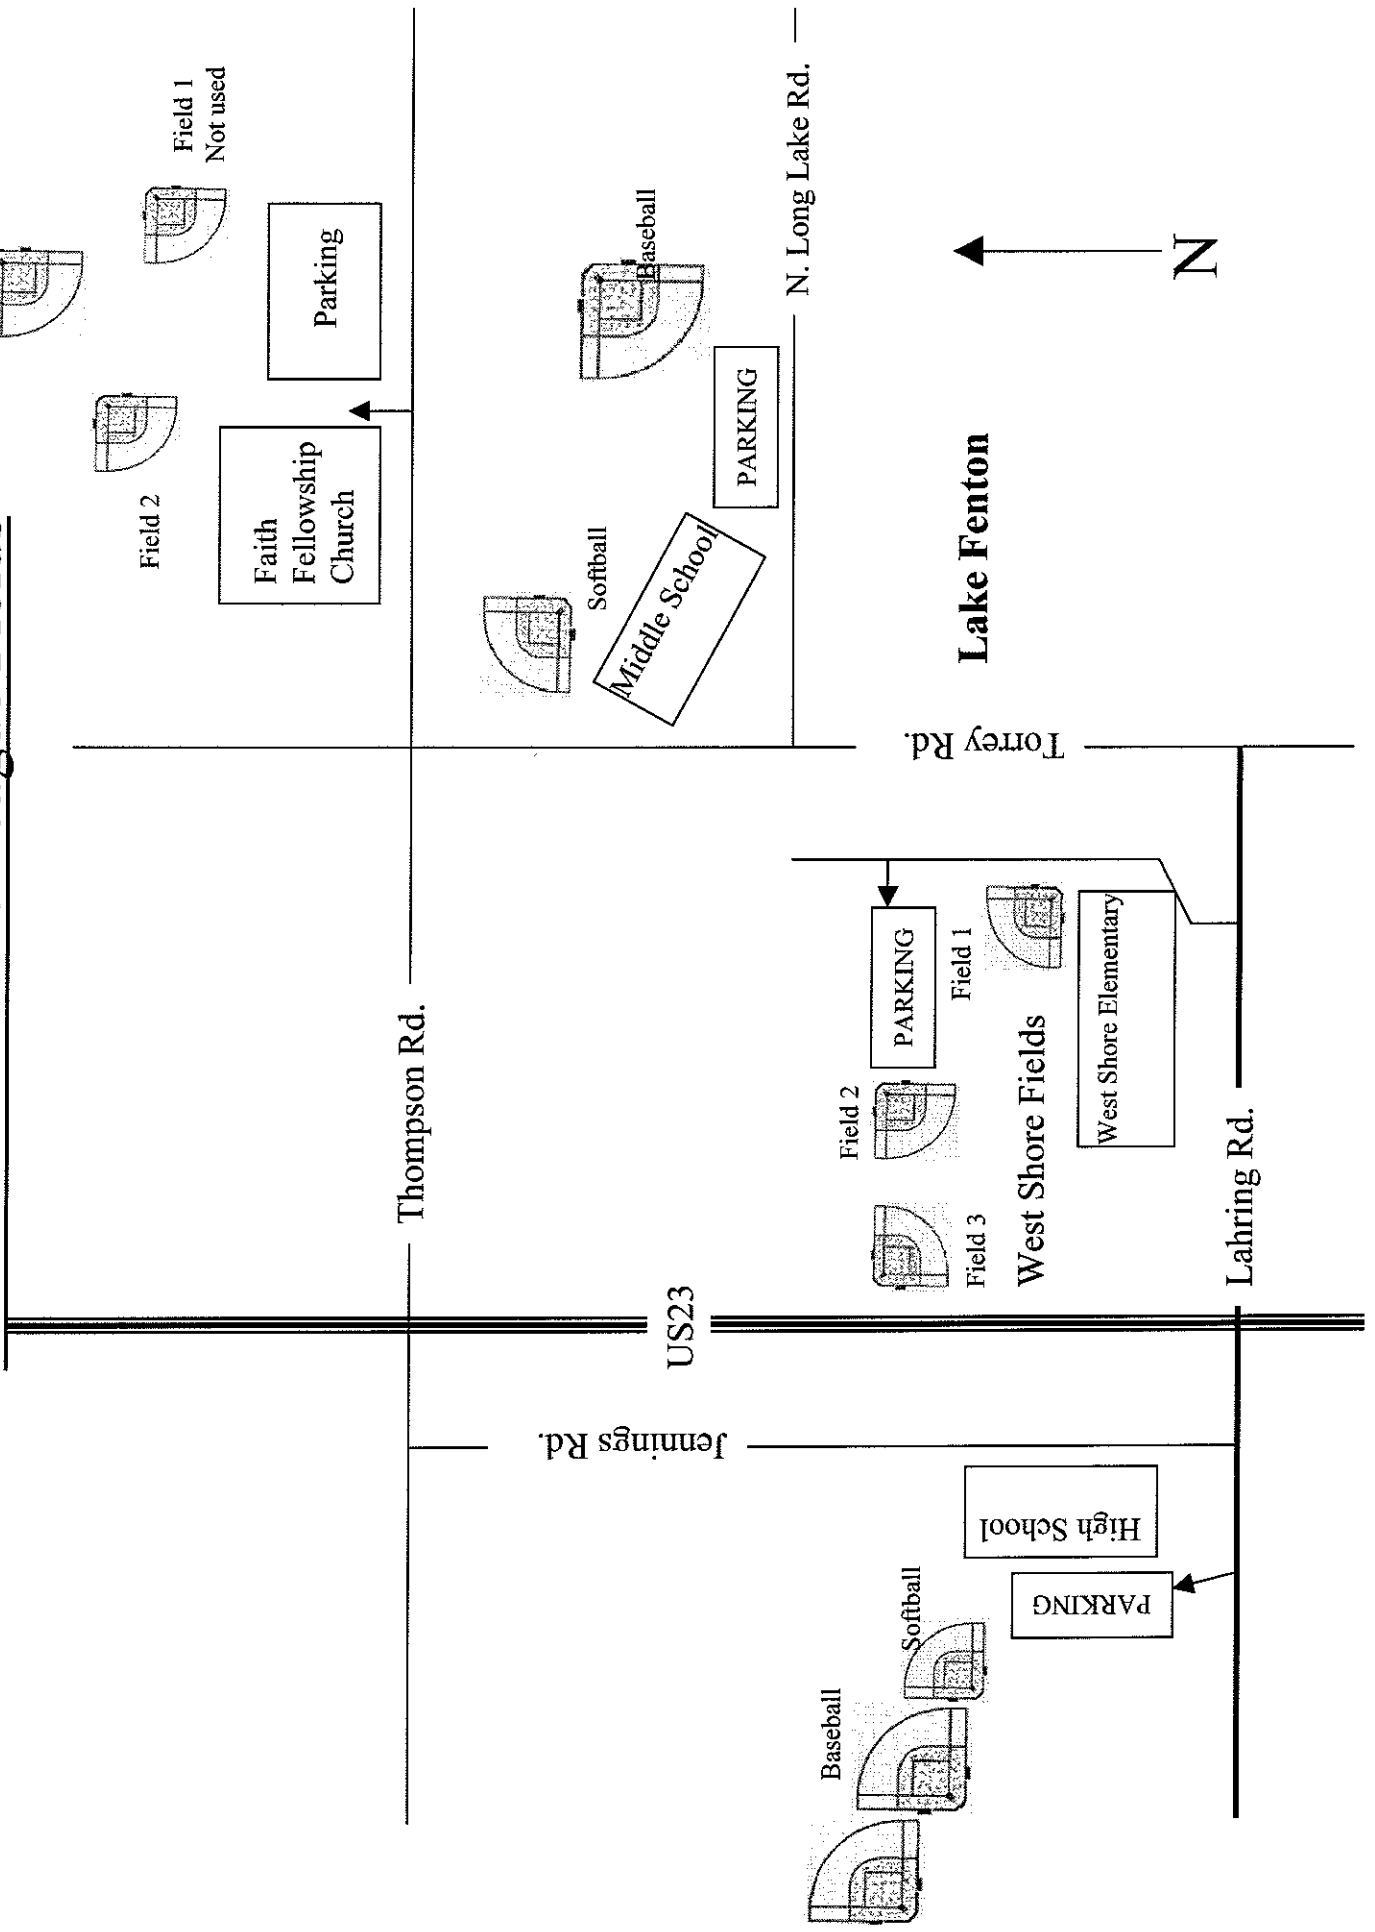 Field 1
Not used
Field 2
Parking
Faith
Fellowship
Church
Thompson Rd.
Softball
Baseball
Middle School
PARKING
N. Long Lake Rd.
Lake Fenton
N
Torrey Rd.
US23
Jennings Rd.
Field 2
PARKING
Field 1
Field 3
West Shore Fields
West Shore Elementary
Lahring Rd.
Baseball
Softball
High School
PARKING